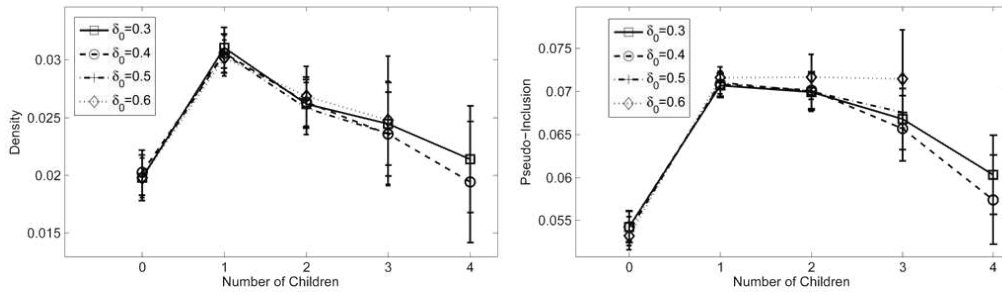 δ₀=0.3
δ₀=0.4
δ₀=0.5
δ₀=0.6
0.03
0.025
0.02
0.015
Density
0 1 2 3 4
Number of Children
δ₀=0.3
δ₀=0.4
δ₀=0.5
δ₀=0.6
0.075
0.07
0.065
0.06
0.055
Pseudo-Inclusion
0 1 2 3 4
Number of Children